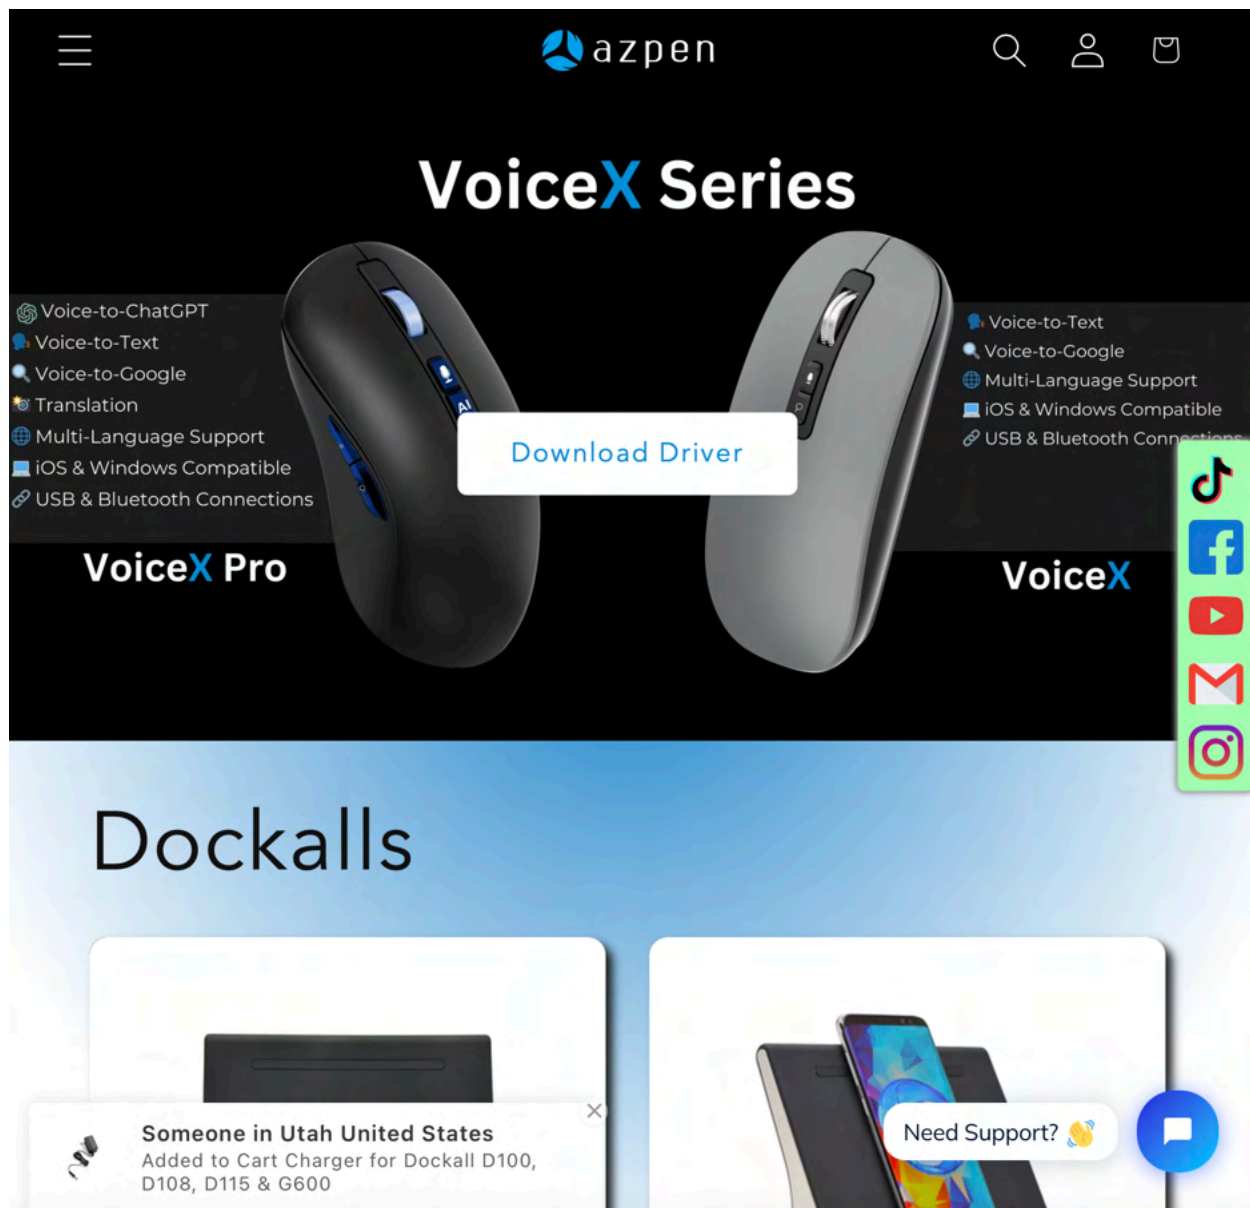 azpen
VoiceX Series
Voice-to-ChatGPT
Voice-to-Text
Voice-to-Google
Translation
Multi-Language Support
iOS & Windows Compatible
USB & Bluetooth Connections
VoiceX Pro
AI
Download Driver
Voice-to-Text
Voice-to-Google
Multi-Language Support
iOS & Windows Compatible
USB & Bluetooth Connections
VoiceX
Dockalls
Someone in Utah United States
Added to Cart Charger for Dockall D100,
D108, D115 & G600
Need Support?